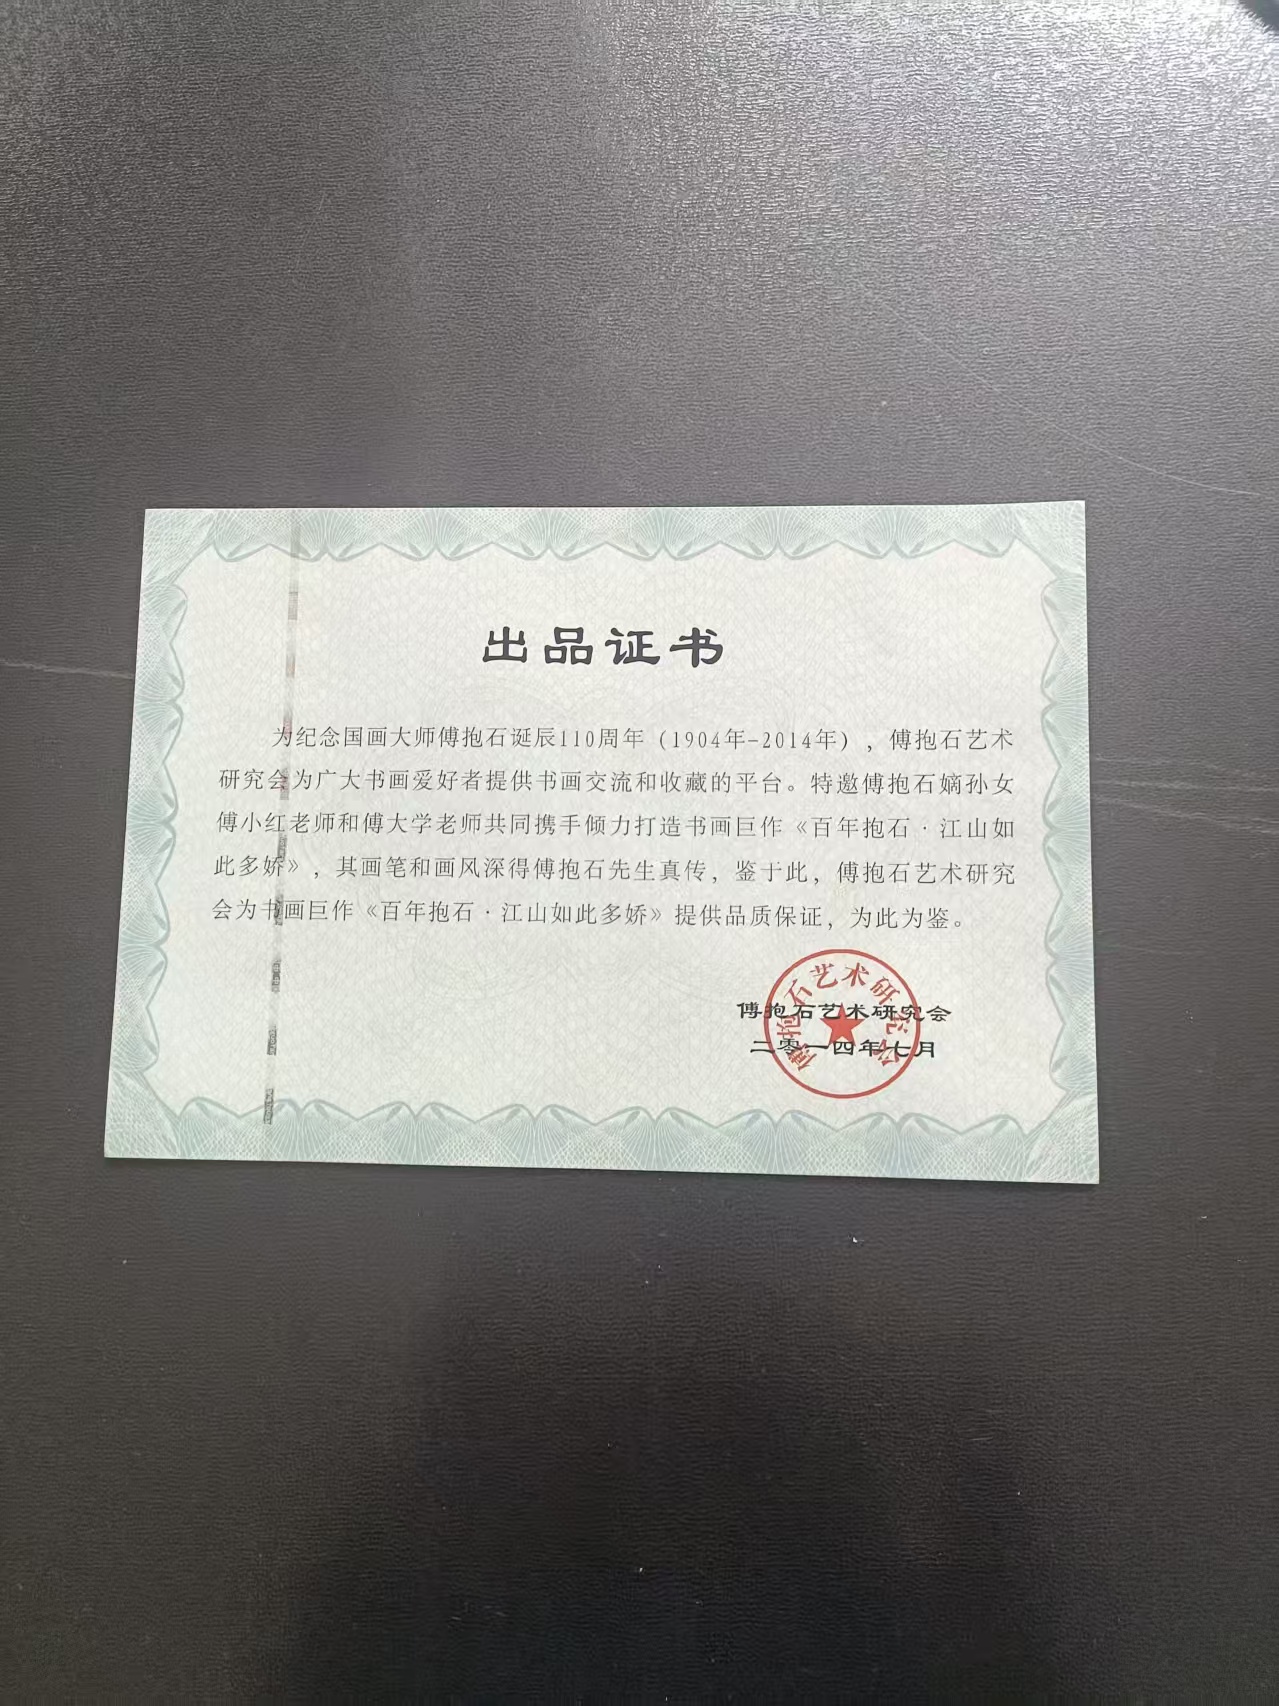 出品证书
为纪念国画大师傅抱石诞辰110周年（1904年-2014年），傅抱石艺术
研究会为广大书画爱好者提供书画交流和收藏的平台。特邀傅抱石嫡孙女
傅小红老师和傅大学老师共同携手倾力打造书画巨作《百年抱石·江山如
此多娇》，其画笔和画风深得傅抱石先生真传，鉴于此，傅抱石艺术研究
会为书画巨作《百年抱石·江山如此多娇》提供品质保证，为此为鉴。
傅抱石艺术研究会
二零一四年七月
傅抱石艺术研究会